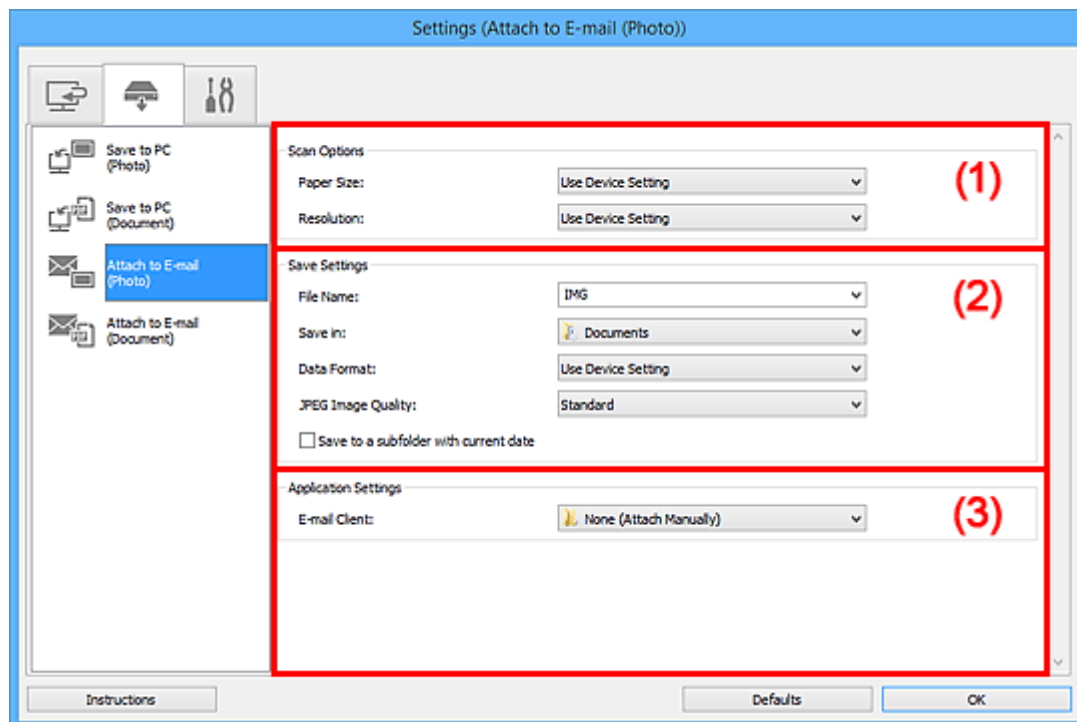 Settings (Attach to E-mail (Photo))
Save to PC
(Photo)
Save to PC
(Document)
Attach to E-mail
(Photo)
Attach to E-mail
(Document)
Scan Options
(1)
Paper Size: Use Device Setting
Resolution: Use Device Setting
Save Settings
(2)
File Name: IMG
Save in: Documents
Data Format: Use Device Setting
JPEG Image Quality: Standard
Save to a subfolder with current date
Application Settings
(3)
E-mail Client: None (Attach Manually)
Instructions Defaults OK